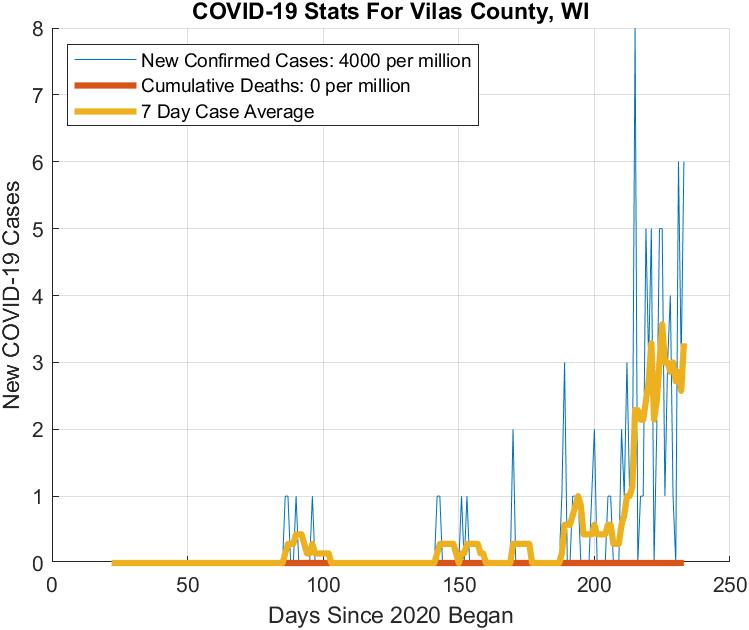 COVID-19 Stats For Vilas County, WI
New Confirmed Cases: 4000 per million
Cumulative Deaths: 0 per million
7 Day Case Average
New COVID-19 Cases
8
7
6
5
4
3
2
1
0
0 50 100 150 200 250
Days Since 2020 Began